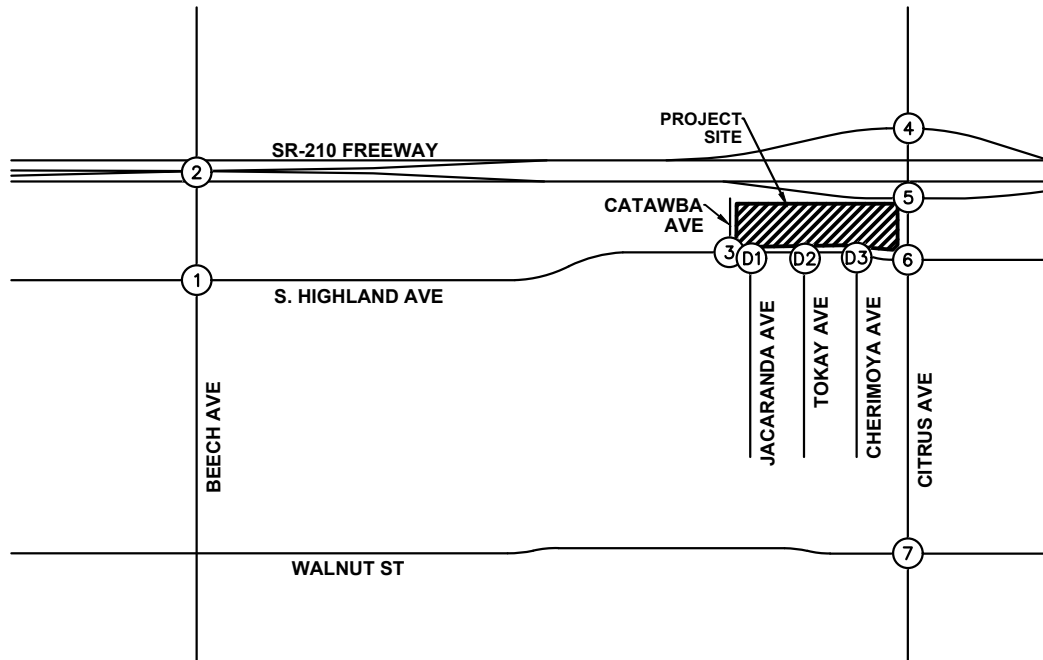 PROJECT
SITE
4
SR-210 FREEWAY
2
5
CATAWBA
AVE
3
D1
D2
D3
6
1
S. HIGHLAND AVE
BEECH AVE
JACARANDA AVE
TOKAY AVE
CHERIMOYA AVE
CITRUS AVE
7
WALNUT ST